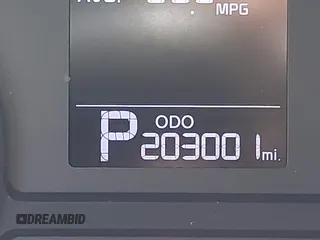 MPG
ODO
P 203001 mi.
DREAMBID